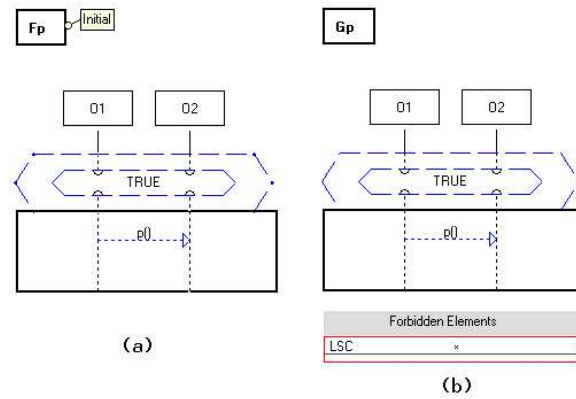 Fp
Initial
Gp
O1
O2
O1
O2
TRUE
TRUE
p()
p()
Forbidden Elements
LSC
(a)
(b)